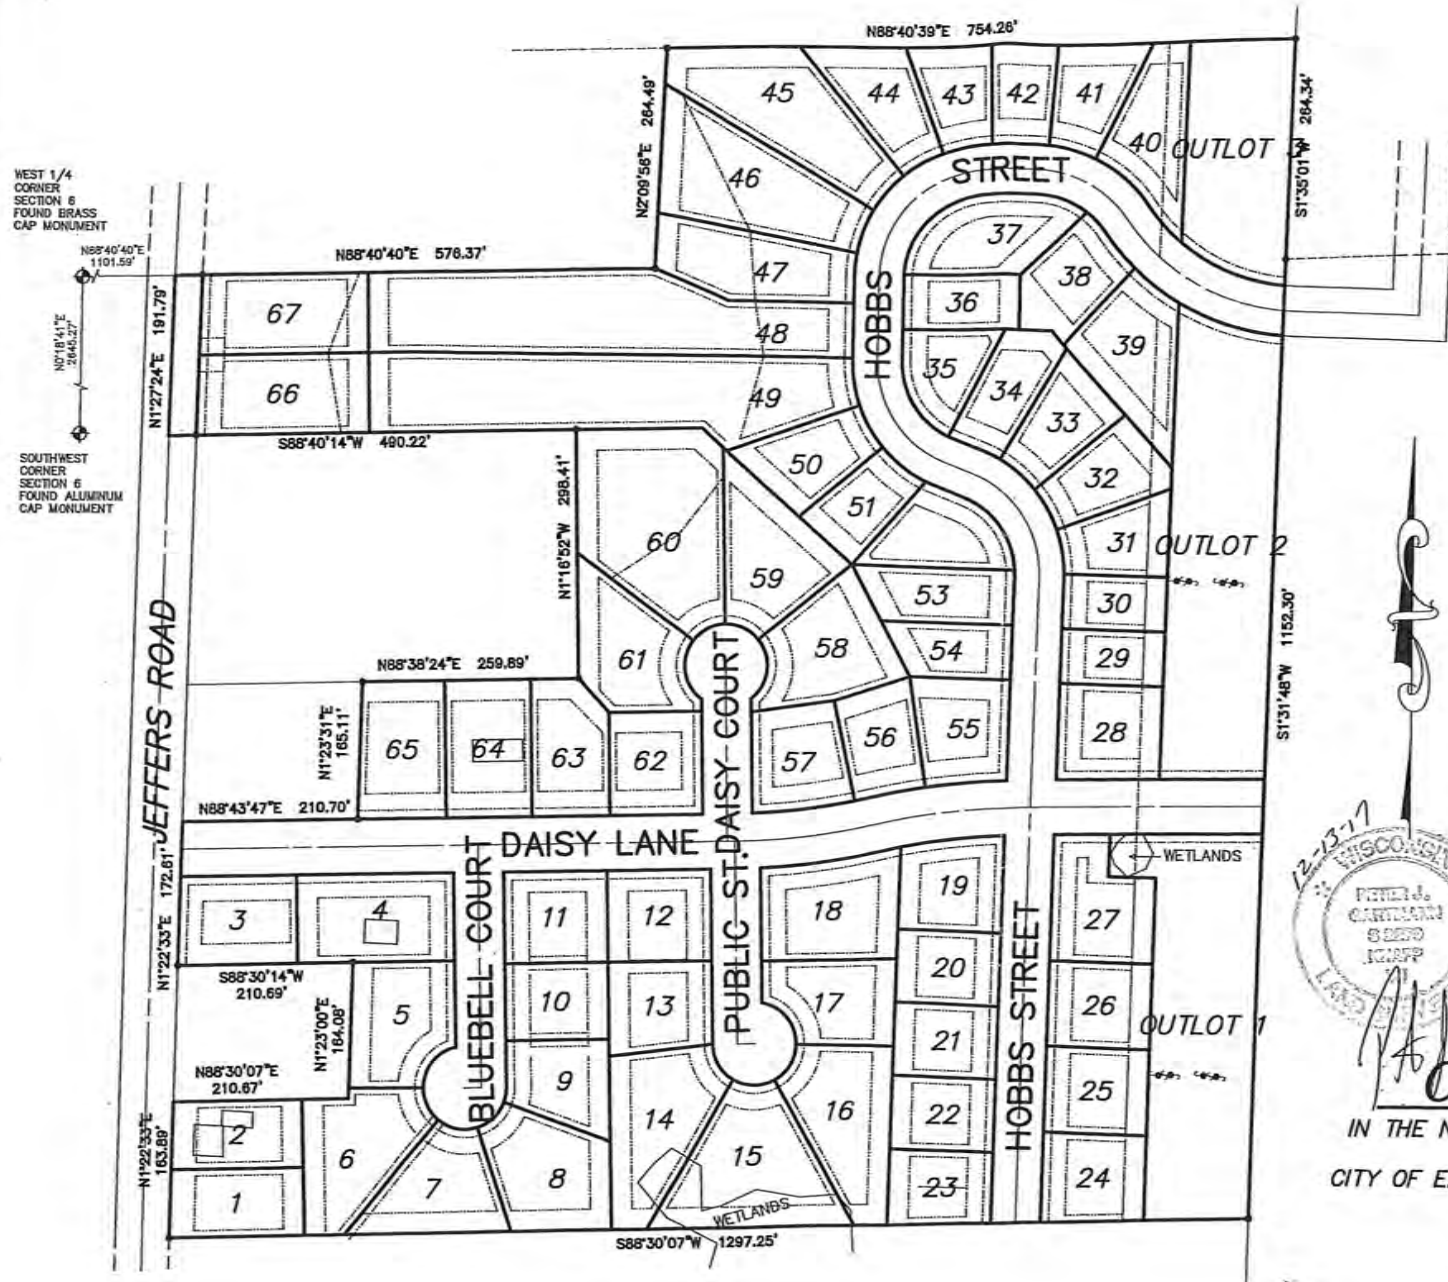 N88°40'39"E 754.26'
45
44
43
42
41
40
OUTLOT 3
N2°09'56"E 264.49'
S1°35'01"W 264.34'
STREET
46
WEST 1/4
CORNER
SECTION 6
FOUND BRASS
CAP MONUMENT
N88°40'40"E
1101.59'
N88°40'40"E 576.37'
37
47
38
HOBBS
36
67
48
39
N0°18'41"E
2645.27'
N1°27'24"E 191.79'
35
34
66
49
33
S88°40'14"W 490.22'
SOUTHWEST
CORNER
SECTION 6
FOUND ALUMINUM
CAP MONUMENT
50
32
51
N1°16'52"W 298.41'
60
31
OUTLOT 2
59
53
30
JEFFERS ROAD
58
54
29
61
N88°38'24"E 259.89'
S1°31'48"W 1152.30'
N1°23'31"E
165.11'
65
64
63
62
57
56
55
28
DAISY COURT
N88°43'47"E 210.70'
DAISY LANE
PUBLIC ST.
WETLANDS
12-13-17
WISCONSIN
PETER J.
GARTMANN
KNAPP
N1°22'33"E 172.61'
3
4
BLUEBELL COURT
11
12
18
19
27
S88°30'14"W
210.69'
20
5
10
13
17
26
OUTLOT 1
N1°23'00"E
164.08'
21
HOBBS STREET
N88°30'07"E
210.67'
9
25
2
14
16
22
IN THE N
N1°22'33"E
163.89'
6
15
8
7
23
24
CITY OF E
1
WETLANDS
S88°30'07"W 1297.25'